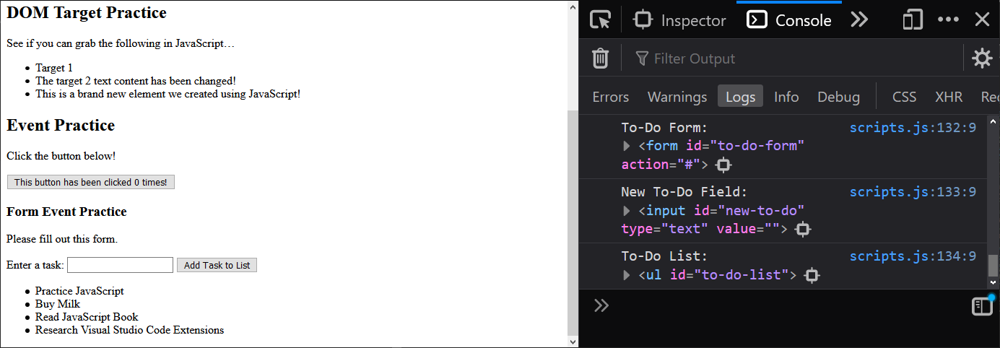 DOM Target Practice
See if you can grab the following in JavaScript…
Target 1
The target 2 text content has been changed!
This is a brand new element we created using JavaScript!
Event Practice
Click the button below!
This button has been clicked 0 times!
Form Event Practice
Please fill out this form.
Enter a task: Add Task to List
Practice JavaScript
Buy Milk
Read JavaScript Book
Research Visual Studio Code Extensions
Inspector Console
Filter Output
Errors Warnings Logs Info Debug CSS XHR Rec
To-Do Form: scripts.js:132:9
<form id="to-do-form"
action="#">
New To-Do Field: scripts.js:133:9
<input id="new-to-do"
type="text" value="">
To-Do List: scripts.js:134:9
<ul id="to-do-list">